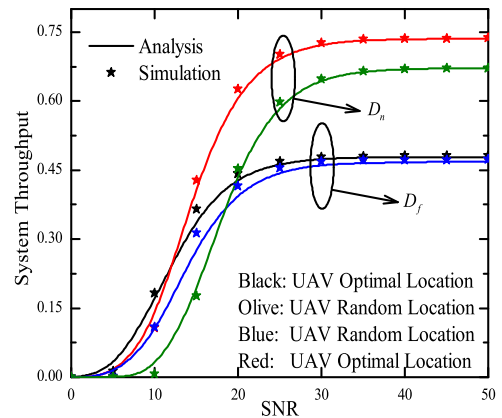 0.75
0.60
0.45
0.30
0.15
0.00
System Throughput
Analysis
Simulation
D_n
D_f
Black: UAV Optimal Location
Olive: UAV Random Location
Blue: UAV Random Location
Red: UAV Optimal Location
0 10 20 30 40 50
SNR